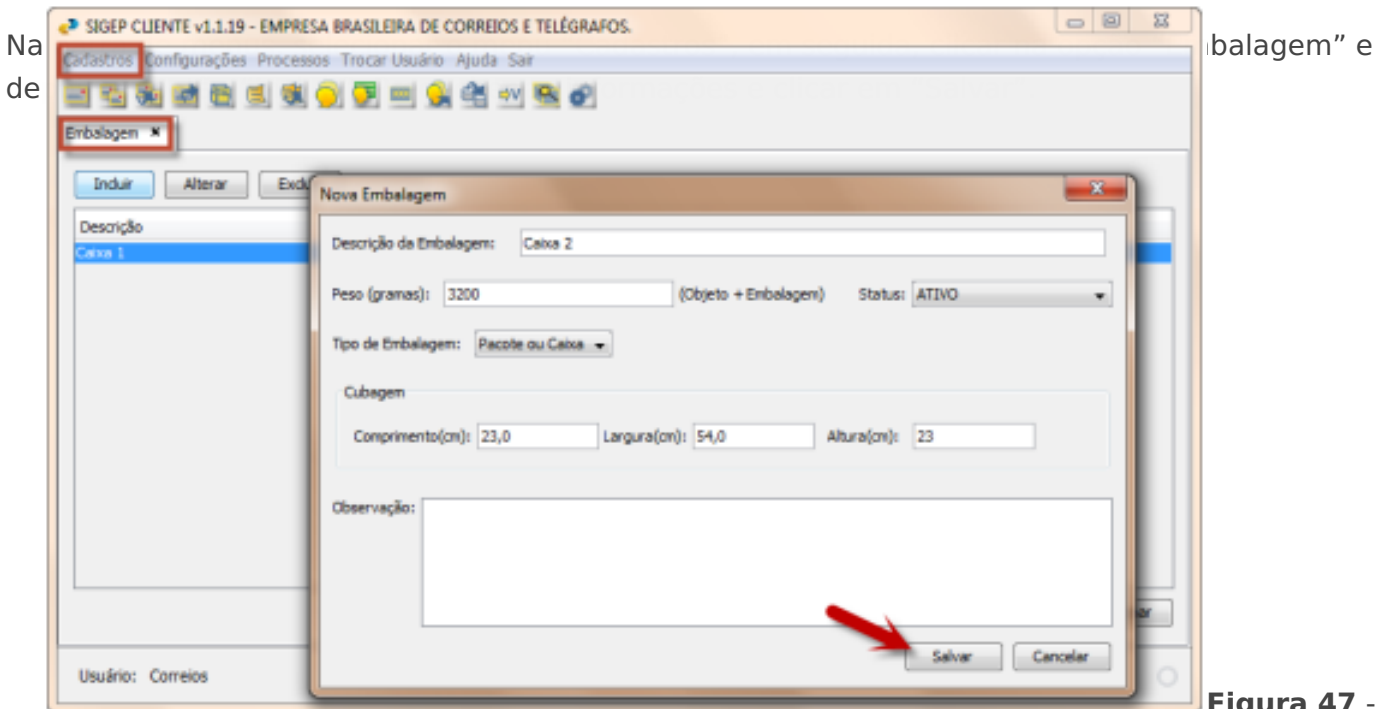 SIGEP CLIENTE v1.1.19 - EMPRESA BRASILEIRA DE CORREIOS E TELÉGRAFOS.
Na balagem” e
Cadastros Configurações Processos Trocar Usuário Ajuda Sair
de
Embalagem
Incluir Alterar Exclu
Nova Embalagem
Descrição
Caixa 1
Descrição da Embalagem: Caixa 2
Peso (gramas): 3200 (Objeto + Embalagem) Status: ATIVO
Tipo de Embalagem: Pacote ou Caixa
Cubagem
Comprimento(cm): 23,0 Largura(cm): 54,0 Altura(cm): 23
Observação:
ar
Salvar Cancelar
Usuário: Correios
Figura 47 -